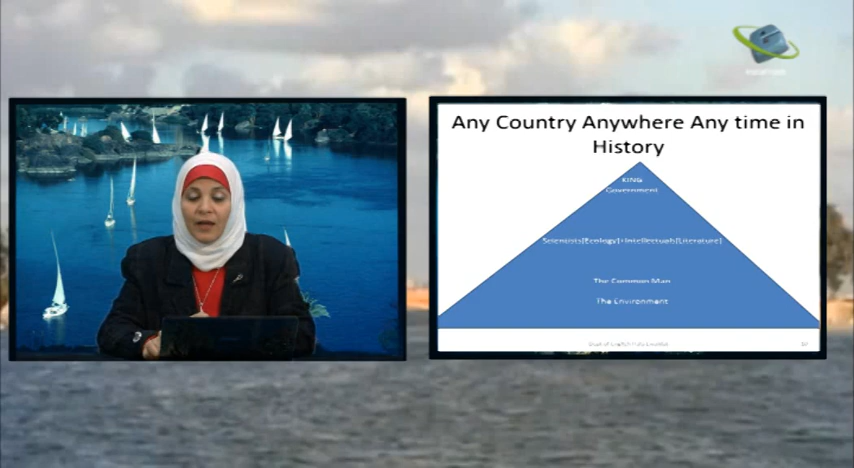 Any Country Anywhere Any time in
History
KING
Government
Scientists[Ecology]-Intellectuals[Literature]
The Common Man
The Environment